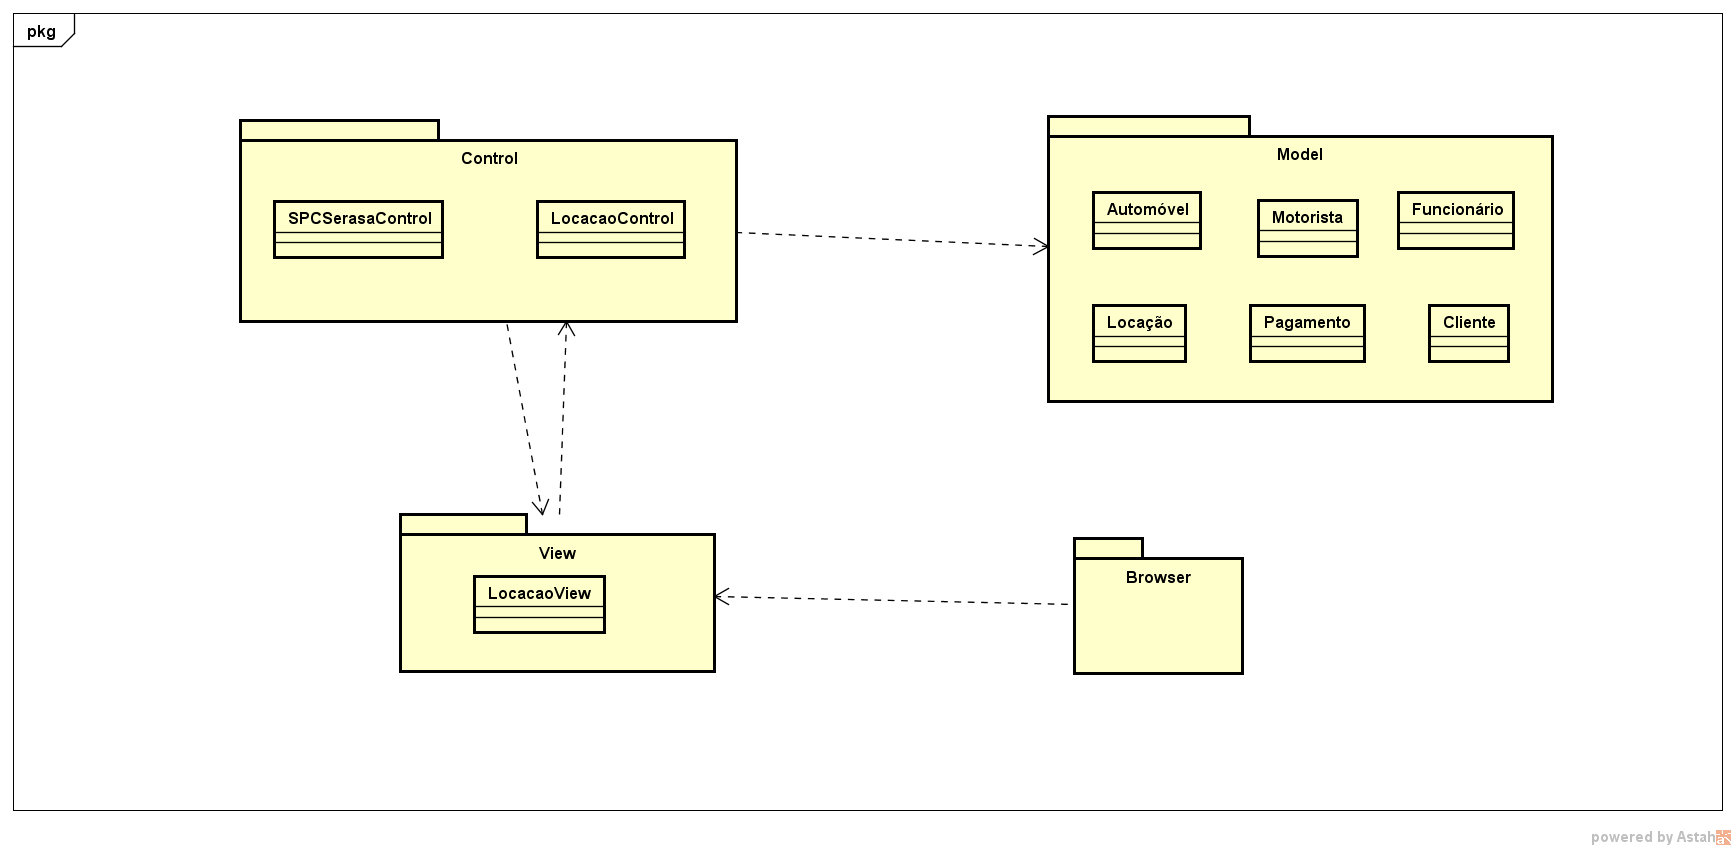 pkg
Control
SPCSerasaControl
LocacaoControl
Model
Automóvel
Motorista
Funcionário
Locação
Pagamento
Cliente
View
LocacaoView
Browser
powered by Astah